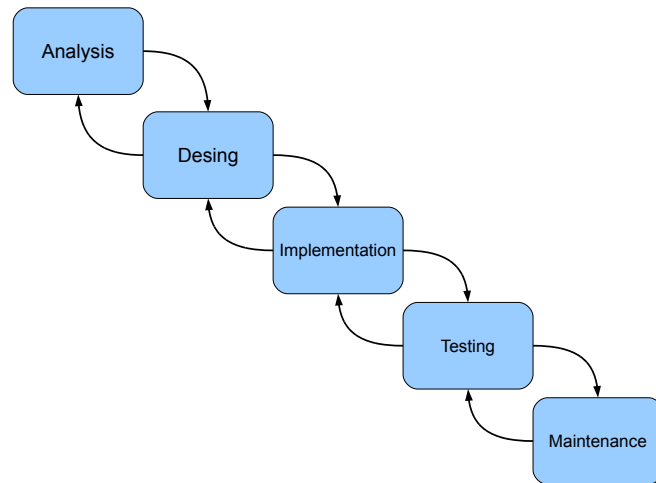 Analysis
Desing
Implementation
Testing
Maintenance